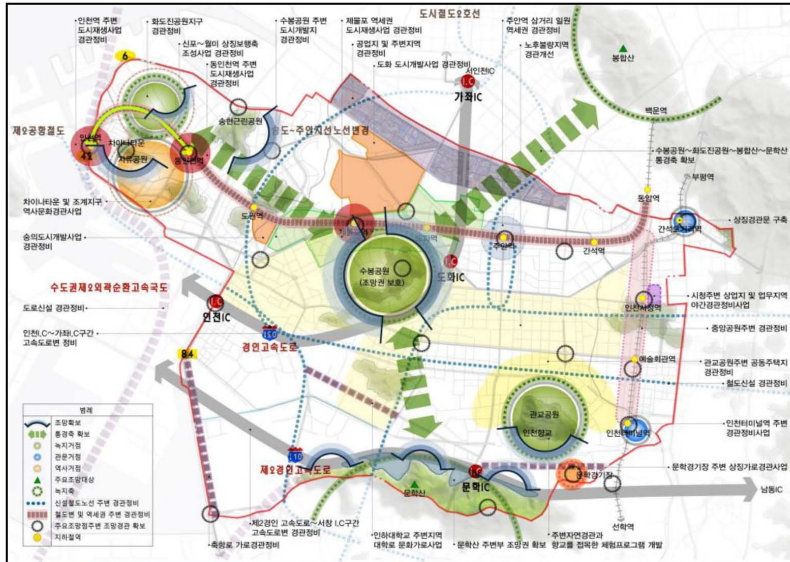 인천역 주변
도시재생사업
경관정비
화도진공원지구
경관정비
신포~월미 상징보행축
조성사업 경관정비
동인천역 주변
도시재생사업
경관정비
수봉공원 주변
도시개발지
경관정비
제물포 역세권
도시재생사업 경관정비
공업지 및 주변지역
경관정비
도화 도시개발사업 경관정비
도시철도2호선
주안역 삼거리 일원
역세권 경관정비
노후불량지역
경관개선
봉합산
서인천IC
I.C
가좌IC
백운역
6
제2공항철도
인천역
42
차이나타운
자유공원
동인천역
송현근린공원
송도~주안지선노선변경
수봉공원~화도진공원~봉합산~문학산
통경축 확보
부평역
동암역
차이나타운 및 조계지구
역사문화경관사업
도원역
제물포역
주안역
간석역
간석오거리역
상징경관문 구축
숭의도시개발사업
경관정비
수봉공원
(조망권 보호)
I.C
도화IC
수도권제2외곽순환고속국도
도로신설 경관정비
I.C
인천IC
인천시청역
시청주변 상업지 및 업무지역
야간경관정비사업
인천I.C~가좌I.C구간
고속도로변 정비
경인고속도로
중앙공원주변 경관정비
84
예술회관역
관교공원주변 공동주택지
경관정비
철도신설 경관정비
관교공원
인천향교
인천터미널역
인천터미널역 주변
경관정비사업
범례
조망확보
통경축 확보
녹지거점
관문거점
역사거점
주요조망대상
녹지축
신설철도노선 주변 경관정비
철도변 및 역세권 주변 경관정비
주요조망점주변 조망경관 확보
지하철역
110
제2경인고속도로
문학산
I.C
문학IC
문학경기장
문학경기장 주변 상징가로경관사업
남동IC
선학역
축항로 가로경관정비
제2경인 고속도로~서창 I.C구간
고속도로변 경관정비
인하대학교 주변지역
대학로 문화가로사업
문학산 주변부 조망권 확보
주변자연경관과
향교를 접목한 체험프로그램 개발